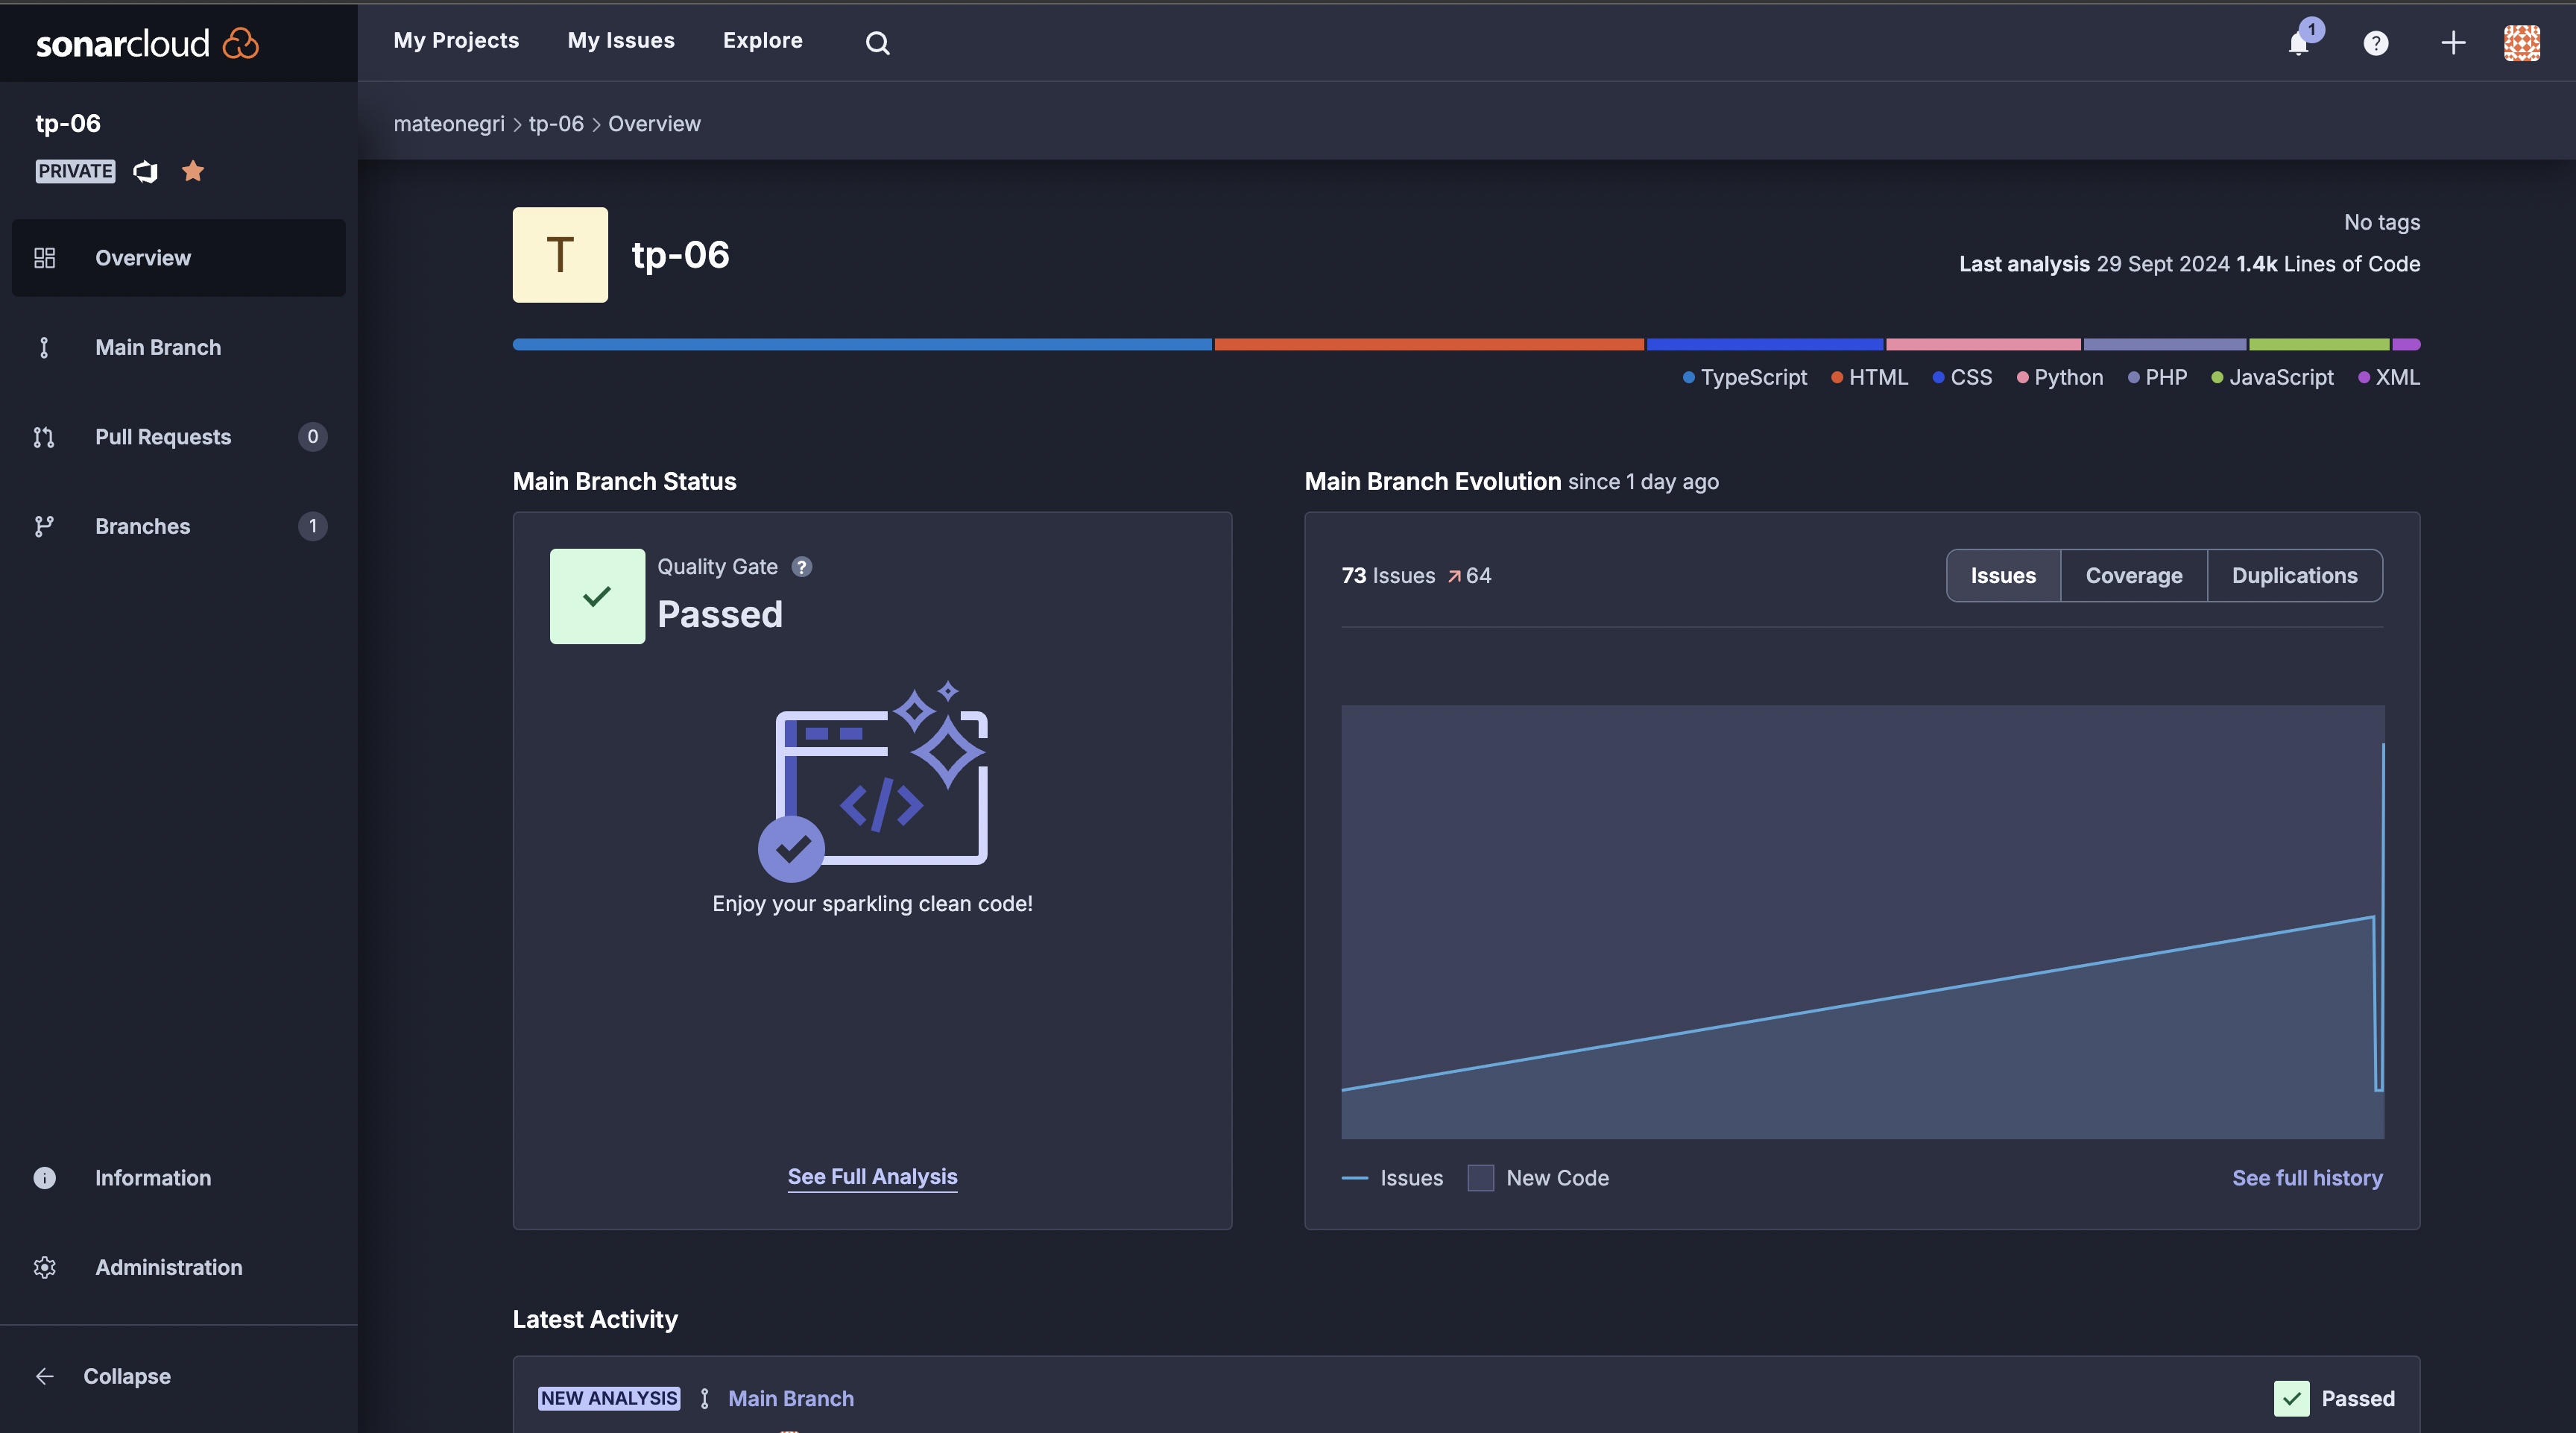 sonarcloud
My Projects My Issues Explore
1
?
tp-06
PRIVATE
Overview
Main Branch
Pull Requests 0
Branches 1
Information
Administration
Collapse
mateonegri > tp-06 > Overview
T
tp-06
No tags
Last analysis 29 Sept 2024 1.4k Lines of Code
TypeScript HTML CSS Python PHP JavaScript XML
Main Branch Status
Quality Gate ?
Passed
</>
Enjoy your sparkling clean code!
See Full Analysis
Main Branch Evolution since 1 day ago
73 Issues 64
Issues Coverage Duplications
Issues New Code
See full history
Latest Activity
NEW ANALYSIS Main Branch
Passed